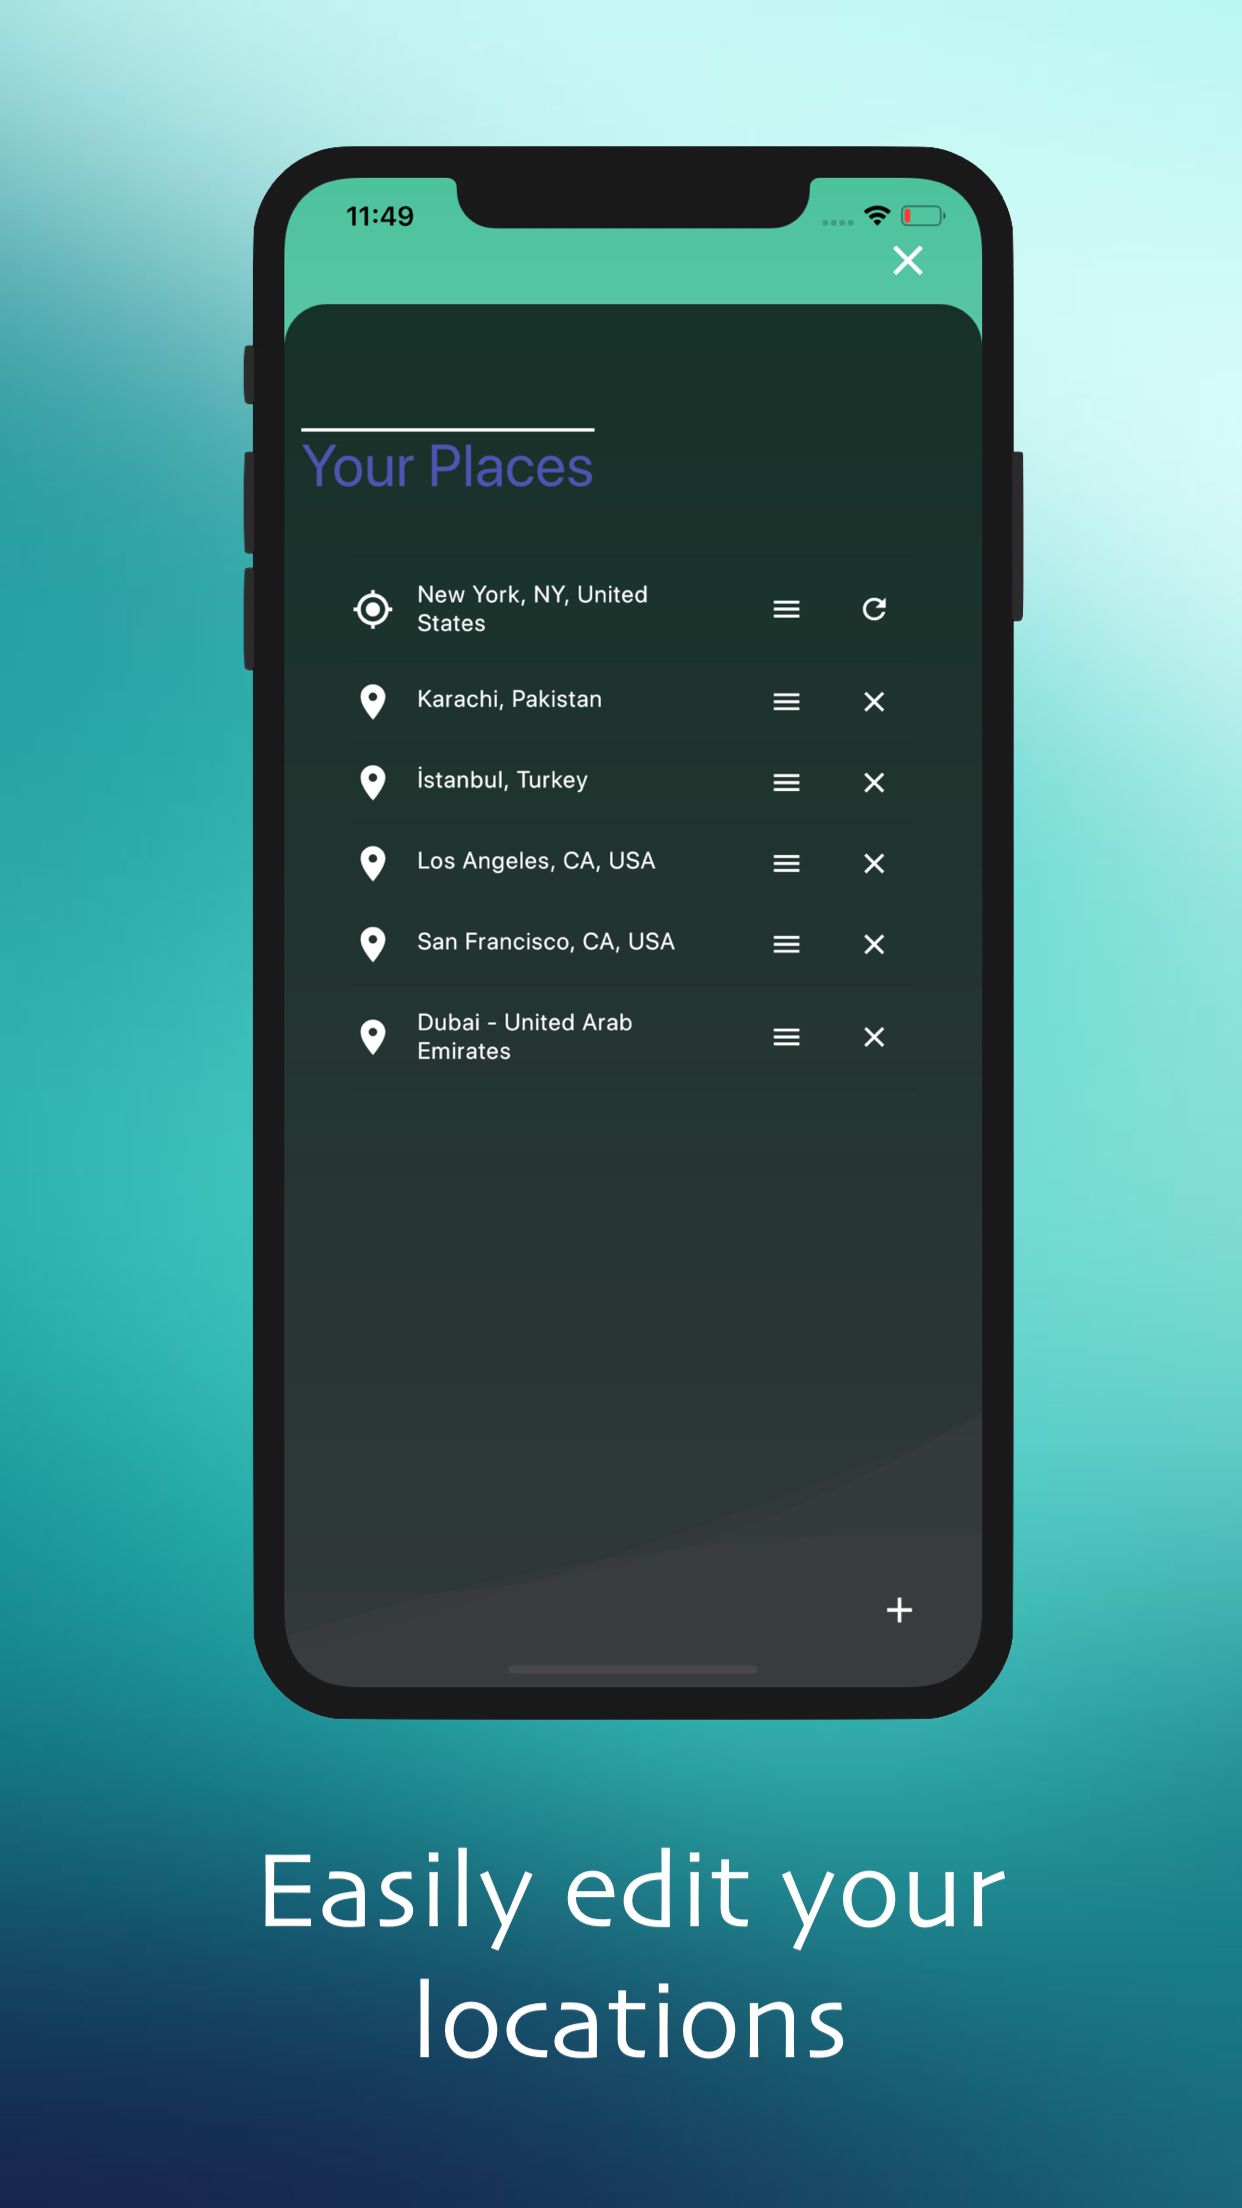 11:49
Your Places
New York, NY, United
States
Karachi, Pakistan
İstanbul, Turkey
Los Angeles, CA, USA
San Francisco, CA, USA
Dubai - United Arab
Emirates
Easily edit your
locations